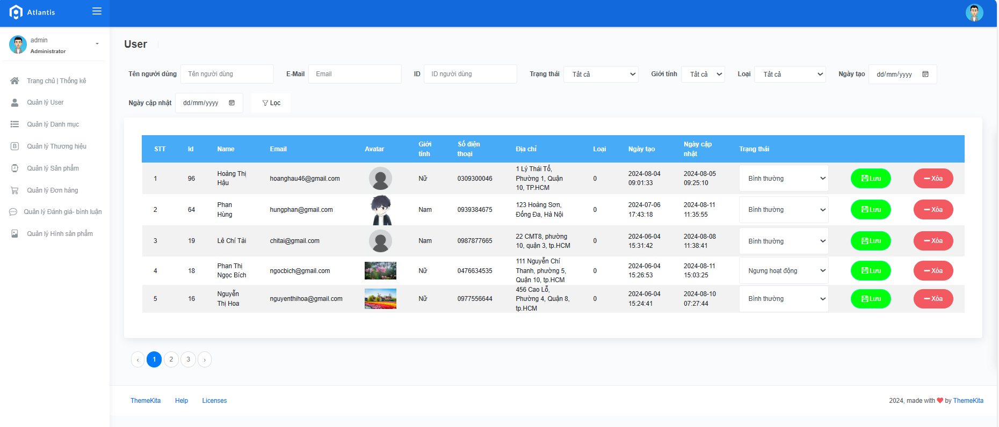 Atlantis
admin
Administrator
Trang chủ | Thống kê
Quản lý User
Quản lý Danh mục
Quản lý Thương hiệu
Quản lý Sản phẩm
Quản lý Đơn hàng
Quản lý Đánh giá- bình luận
Quản lý Hình sản phẩm
User
Tên người dùng Tên người dùng E-Mail Email ID ID người dùng Trạng thái Tất cả Giới tính Tất cả Loại Tất cả Ngày tạo dd/mm/yyyy
Ngày cập nhật dd/mm/yyyy Lọc
STT Id Name Email Avatar Giới tính Số điện thoại Địa chỉ Loại Ngày tạo Ngày cập nhật Trạng thái
1 96 Hoàng Thị Hậu hoanghau46@gmail.com Nữ 0309300046 1 Lý Thái Tổ, Phường 1, Quận 10, TP.HCM 0 2024-08-04 09:01:33 2024-08-05 09:25:10 Bình thường Lưu Xóa
2 64 Phan Hùng hungphan@gmail.com Nam 0939384675 123 Hoàng Sơn, Đống Đa, Hà Nội 0 2024-07-06 17:43:18 2024-08-11 11:35:55 Bình thường Lưu Xóa
3 19 Lê Chí Tài chitai@gmail.com Nam 0987877665 22 CMT8, phường 10, quận 3, tp.HCM 0 2024-06-04 15:31:42 2024-08-08 11:38:41 Bình thường Lưu Xóa
4 18 Phan Thị Ngọc Bích ngocbich@gmail.com Nữ 0476634535 111 Nguyễn Chí Thanh, phường 5, Quận 10, tp.HCM 0 2024-06-04 15:26:53 2024-08-11 15:03:25 Ngưng hoạt động Lưu Xóa
5 16 Nguyễn Thị Hoa nguyenthihoa@gmail.com Nữ 0977556644 456 Cao Lỗ, Phường 4, Quận 8, tp.HCM 0 2024-06-04 15:24:41 2024-08-10 07:27:44 Bình thường Lưu Xóa
‹ 1 2 3 ›
ThemeKita Help Licenses
2024, made with ❤ by ThemeKita